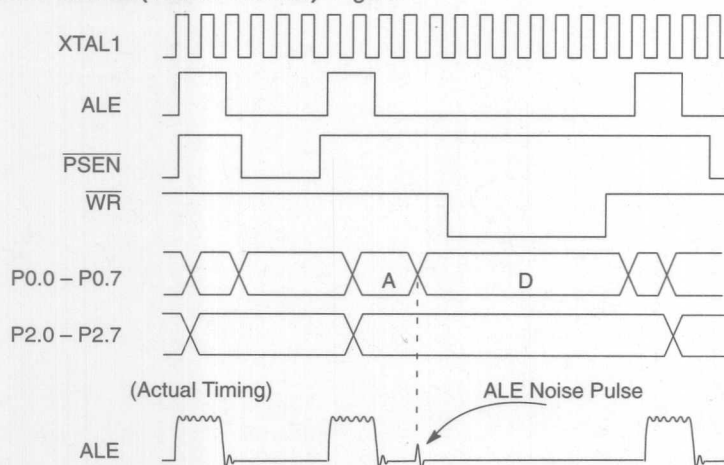 XTAL1
ALE
PSEN
WR
P0.0 – P0.7
A
D
P2.0 – P2.7
(Actual Timing)
ALE Noise Pulse
ALE